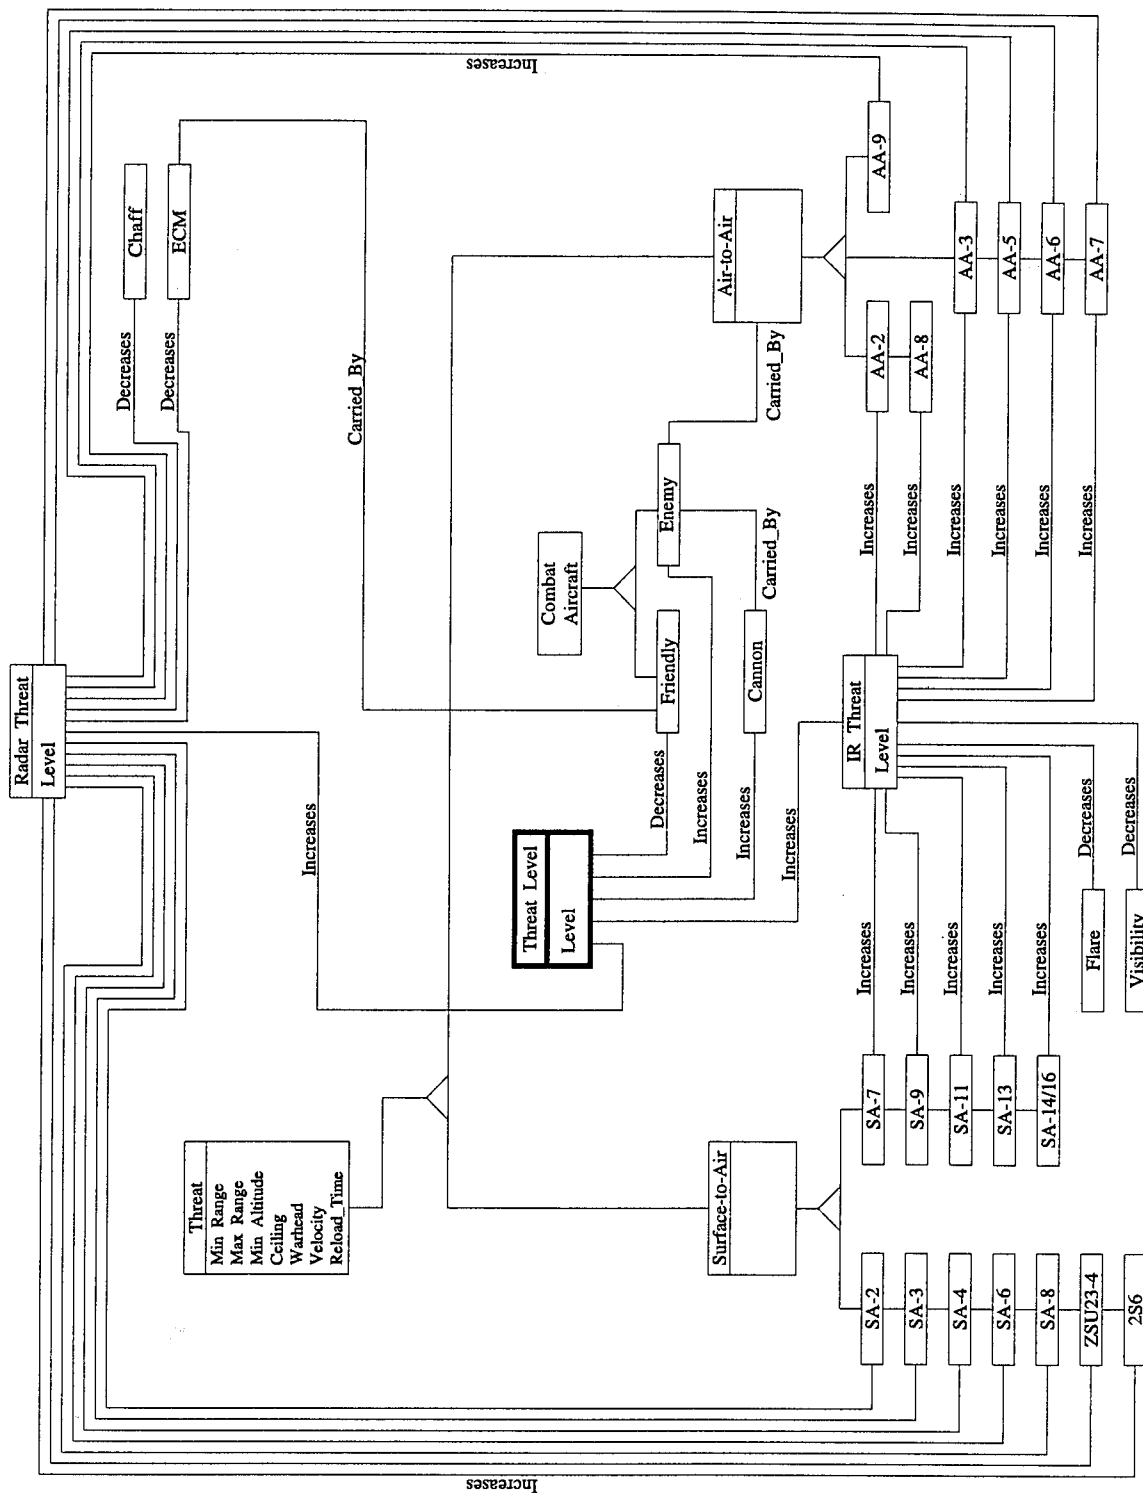 Radar Threat
Level
Increases
Increases
Decreases
Chaff
Decreases
ECM
Threat
Min Range
Max Range
Min Altitude
Ceiling
Warhead
Velocity
Reload_Time
Increases
Carried_By
Threat Level
Level
Combat
Aircraft
Decreases
Friendly
Enemy
Increases
Increases
Cannon
Carried_By
Carried_By
Increases
Surface-to-Air
Air-to-Air
IR Threat
Level
SA-2
SA-3
SA-4
SA-6
SA-8
ZSU23-4
2S6
SA-7
SA-9
SA-11
SA-13
SA-14/16
Increases
Increases
Increases
Increases
Increases
Flare
Decreases
Visibility
Decreases
Increases
Increases
Increases
Increases
Increases
Increases
AA-2
AA-8
AA-9
AA-3
AA-5
AA-6
AA-7